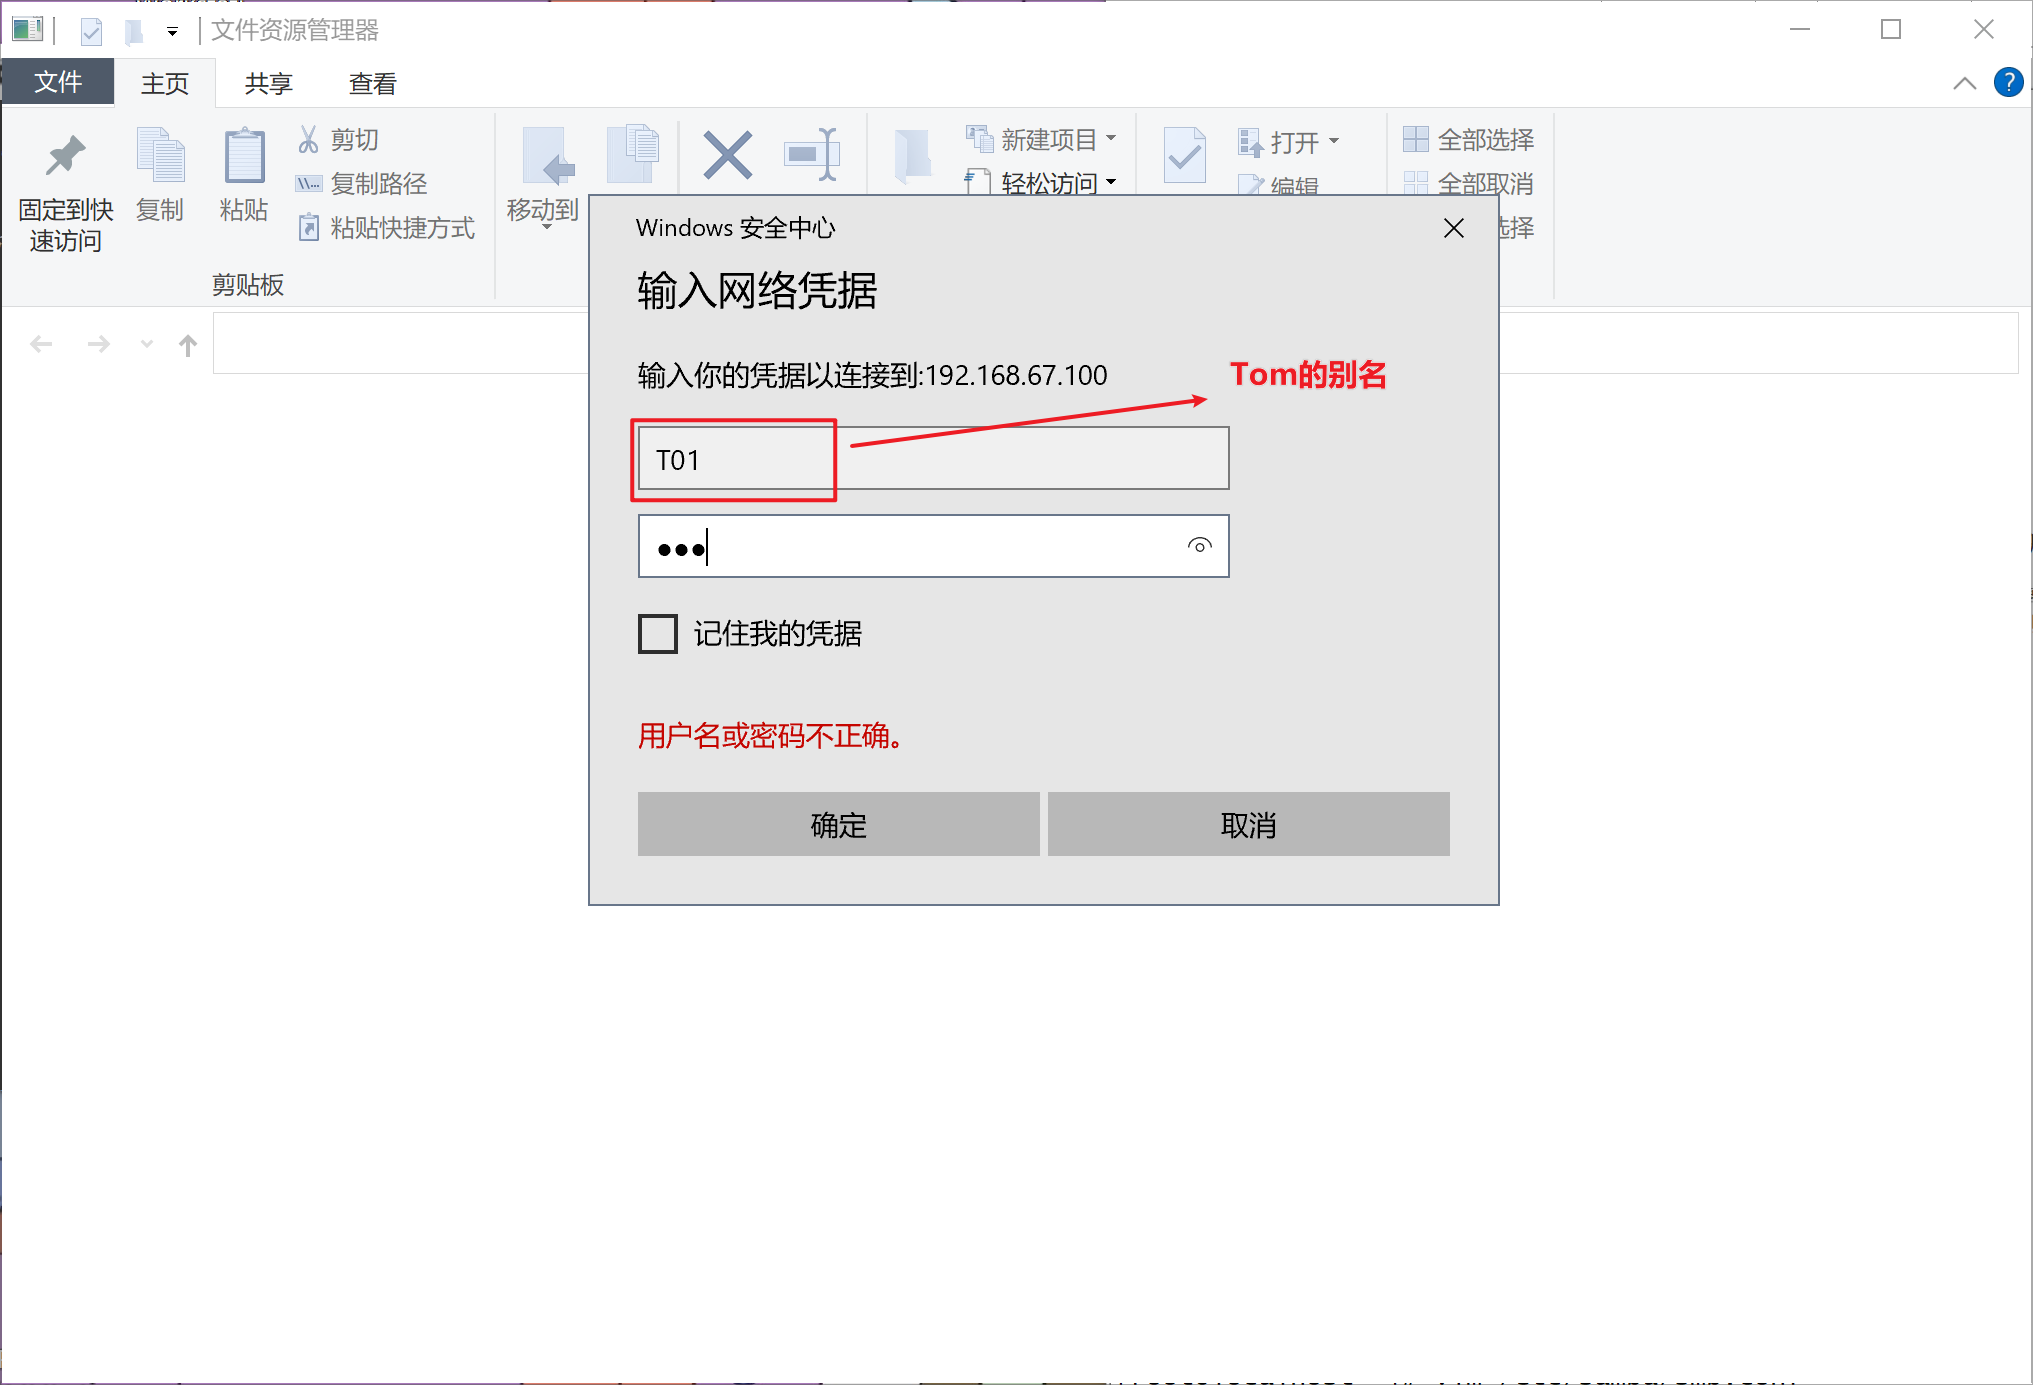 文件资源管理器
文件
主页
共享
查看
固定到快速访问
复制
粘贴
剪切
复制路径
粘贴快捷方式
剪贴板
移动到
新建项目
轻松访问
打开
编辑
全部选择
全部取消
选择
Windows 安全中心
输入网络凭据
输入你的凭据以连接到:192.168.67.100
Tom的别名
T01
记住我的凭据
用户名或密码不正确。
确定
取消